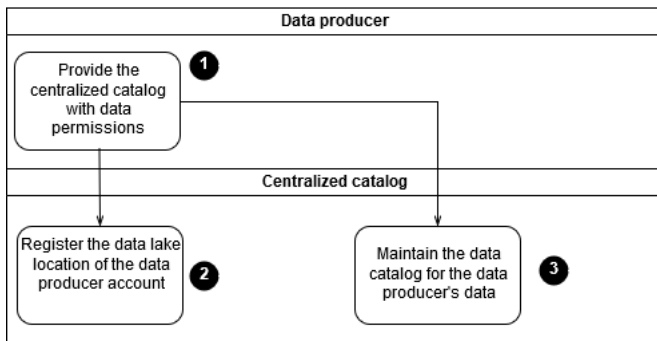 Data producer
Provide the
centralized catalog
with data
permissions
1
Centralized catalog
Register the data lake
location of the data
producer account
2
Maintain the data
catalog for the data
producer's data
3